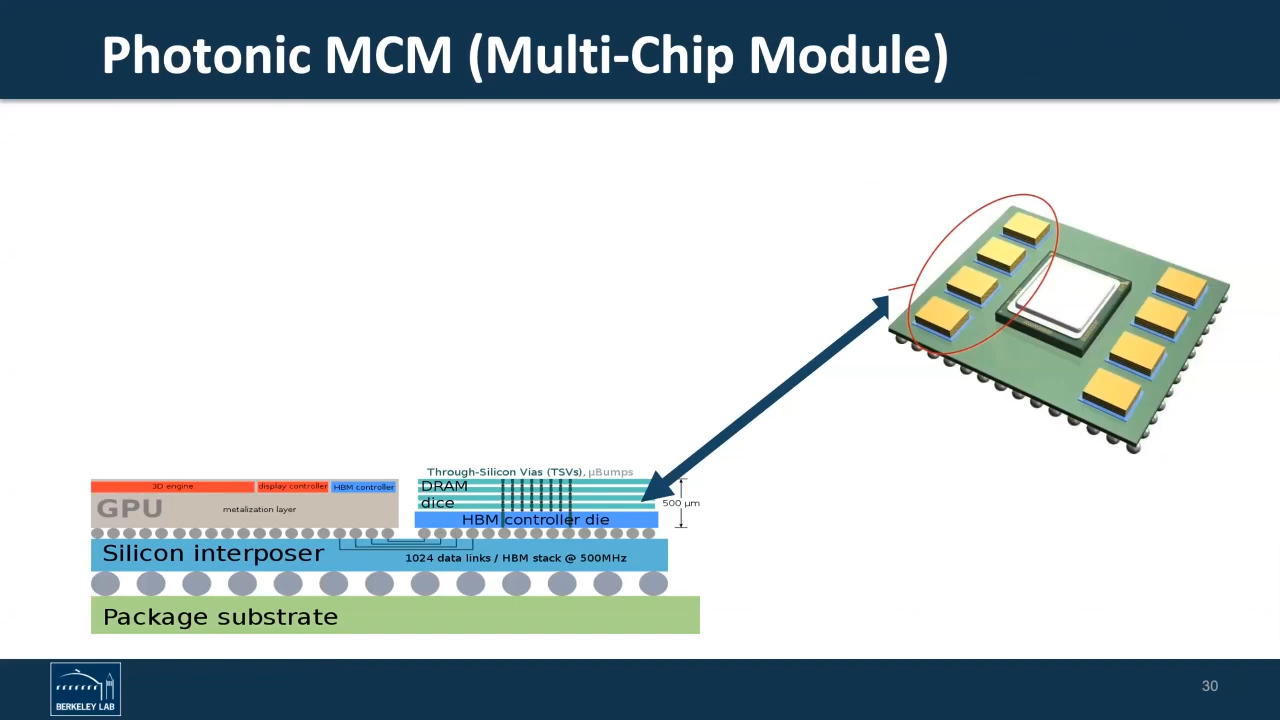 Photonic MCM (Multi-Chip Module)
Through-Silicon Vias (TSVs), µBumps
3D engine
display controller
HBM controller
DRAM
dice
GPU
metalization layer
500 µm
HBM controller die
Silicon interposer
1024 data links / HBM stack @ 500MHz
Package substrate
BERKELEY LAB
30